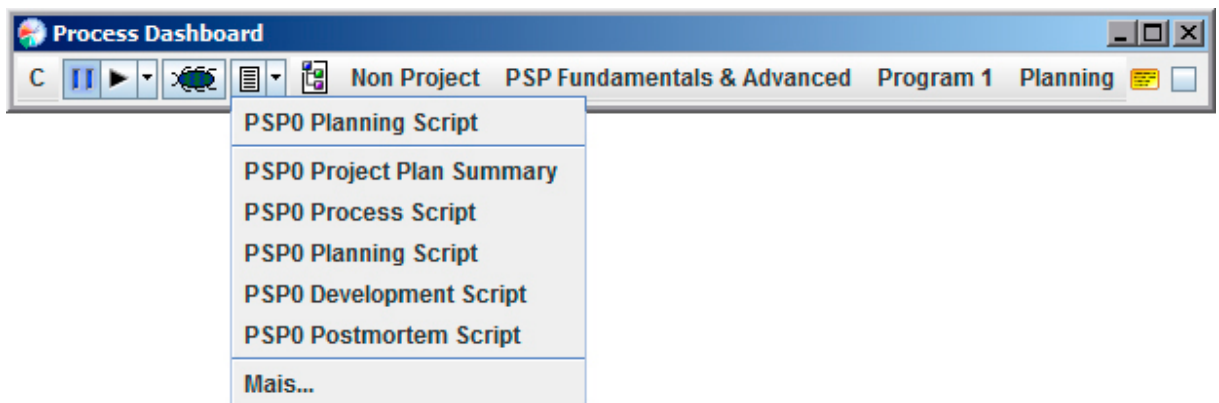 Process Dashboard
C Non Project PSP Fundamentals & Advanced Program 1 Planning
PSP0 Planning Script
PSP0 Project Plan Summary
PSP0 Process Script
PSP0 Planning Script
PSP0 Development Script
PSP0 Postmortem Script
Mais...